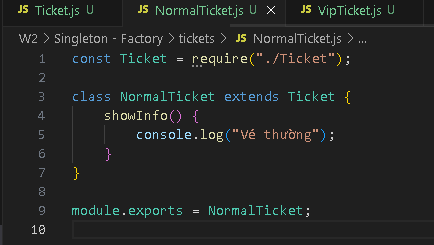 JS Ticket.js U JS NormalTicket.js U × JS VipTicket.js U
W2 > Singleton - Factory > tickets > JS NormalTicket.js > ...
1 const Ticket = require("./Ticket");
2
3 class NormalTicket extends Ticket {
4 showInfo() {
5 console.log("Vé thường");
6 }
7 }
8
9 module.exports = NormalTicket;
10